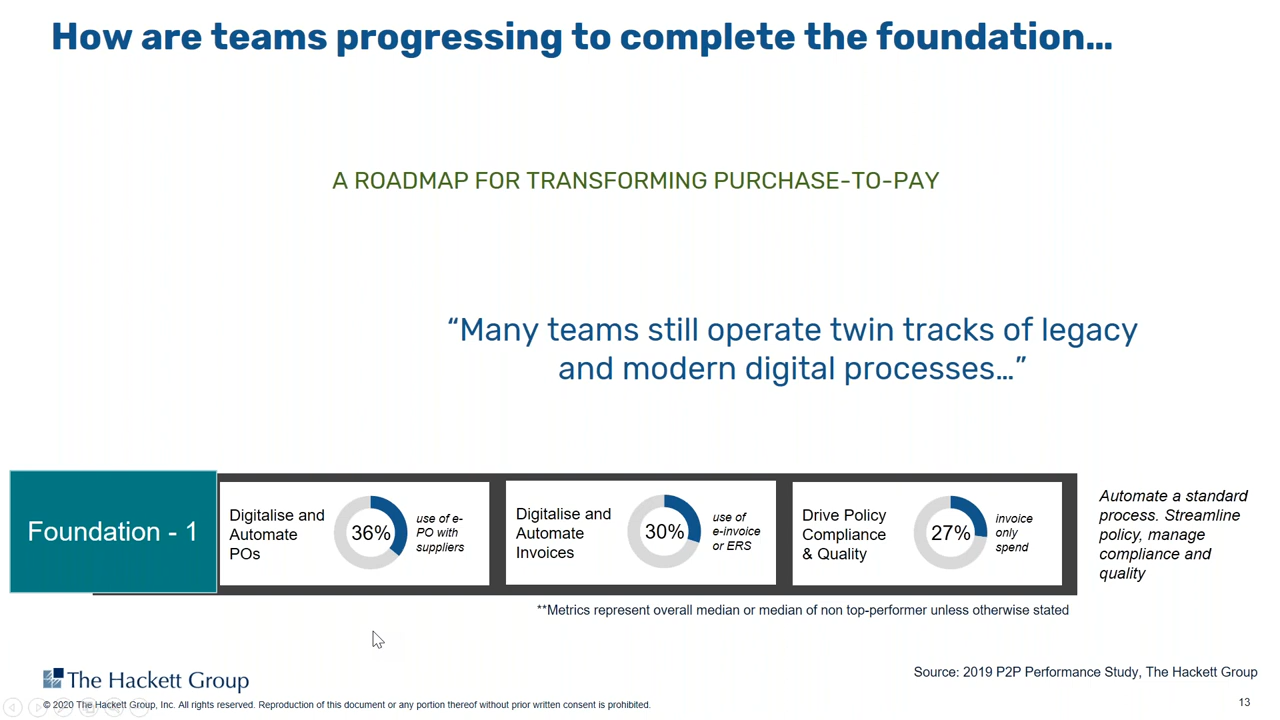 How are teams progressing to complete the foundation…
A ROADMAP FOR TRANSFORMING PURCHASE-TO-PAY
“Many teams still operate twin tracks of legacy
and modern digital processes…”
Foundation - 1
Digitalise and
Automate
POs
36%
use of e-
PO with
suppliers
Digitalise and
Automate
Invoices
30%
use of
e-invoice
or ERS
Drive Policy
Compliance
& Quality
27%
invoice
only
spend
Automate a standard
process. Streamline
policy, manage
compliance and
quality
**Metrics represent overall median or median of non top-performer unless otherwise stated
The Hackett Group
Source: 2019 P2P Performance Study, The Hackett Group
© 2020 The Hackett Group, Inc. All rights reserved. Reproduction of this document or any portion thereof without prior written consent is prohibited.
13